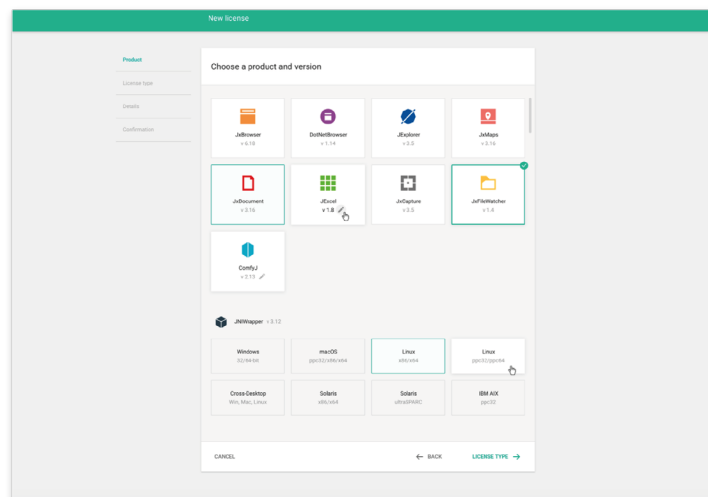 New license
Product
License type
Details
Confirmation
Choose a product and version
JxBrowser
v 6.18
DotNetBrowser
v 1.14
JExplorer
v 3.5
JxMaps
v 3.16
JxDocument
v 3.16
JExcel
v 1.8
JxCapture
v 3.5
JxFileWatcher
v 1.4
ComfyJ
v 2.13
JNIWrapper v 3.12
Windows
32/64-bit
macOS
ppc32/x86/x64
Linux
x86/x64
Linux
ppc32/ppc64
Cross-Desktop
Win, Mac, Linux
Solaris
x86/x64
Solaris
ultraSPARC
IBM AIX
ppc32
CANCEL
← BACK
LICENSE TYPE →